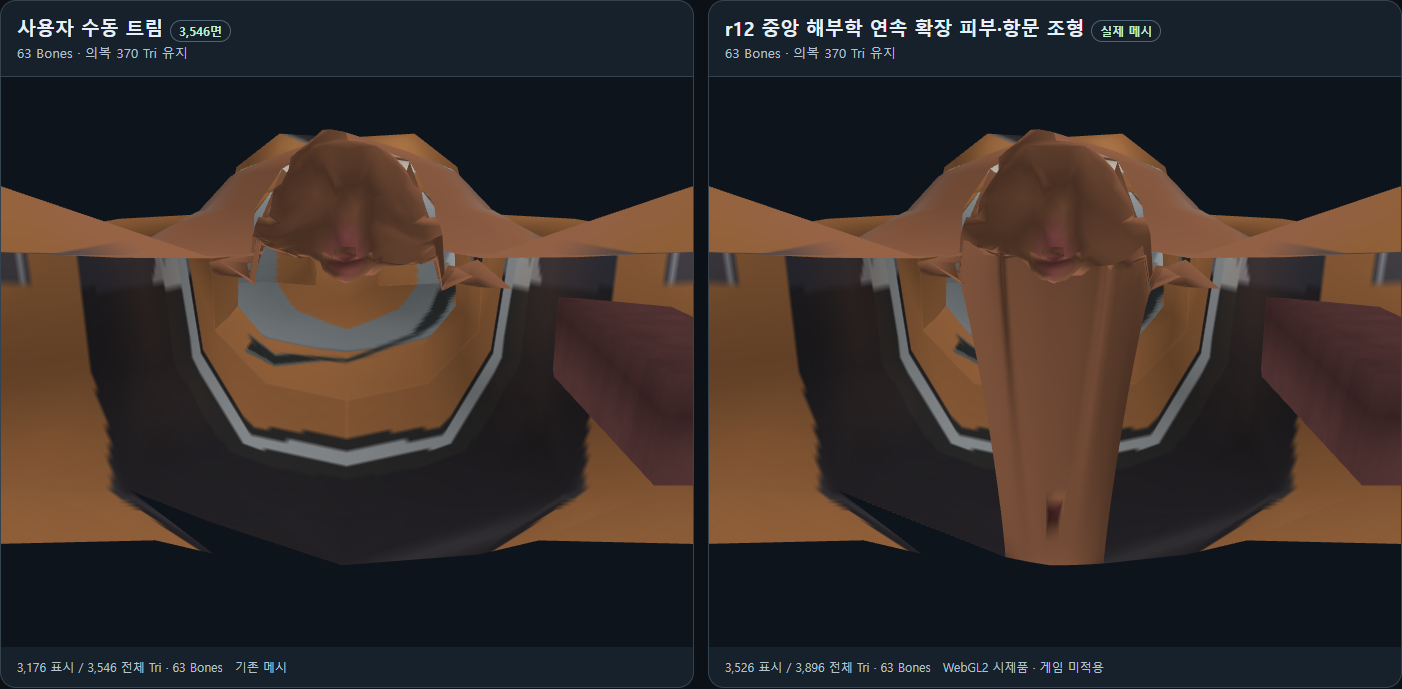 사용자 수동 트림 3,546면
63 Bones · 의복 370 Tri 유지
3,176 표시 / 3,546 전체 Tri · 63 Bones 기존 메시
r12 중앙 해부학 연속 확장 피부·항문 조형 실제 메시
63 Bones · 의복 370 Tri 유지
3,526 표시 / 3,896 전체 Tri · 63 Bones WebGL2 시제품 · 게임 미적용